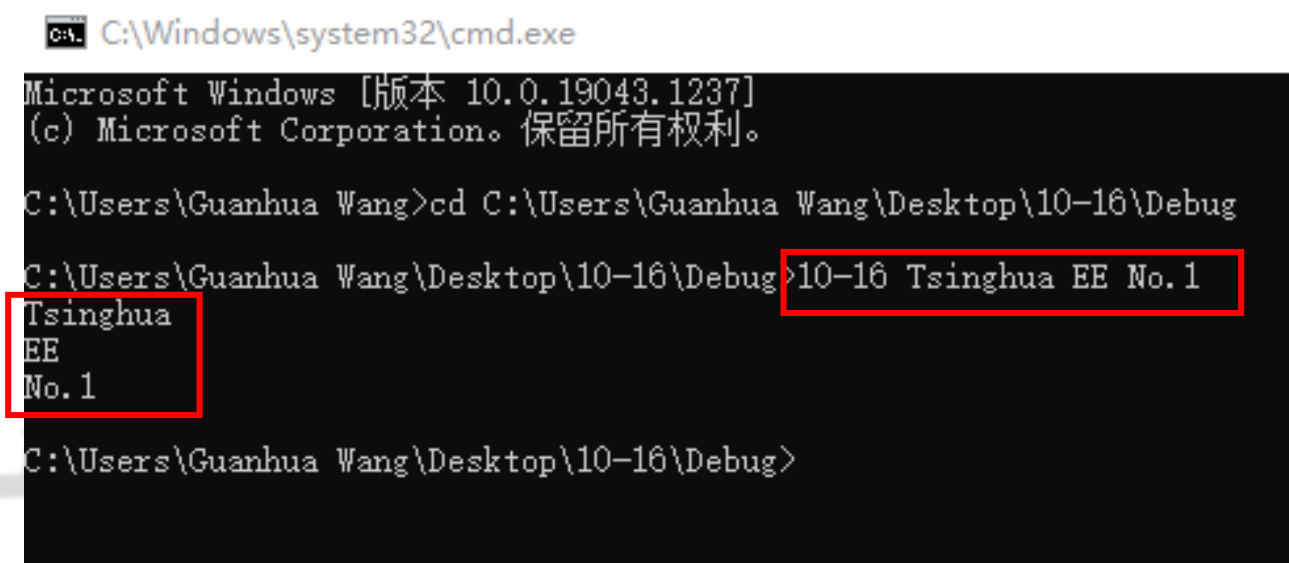 C:\Windows\system32\cmd.exe
Microsoft Windows [版本 10.0.19043.1237]
(c) Microsoft Corporation。保留所有权利。
C:\Users\Guanhua Wang>cd C:\Users\Guanhua Wang\Desktop\10-16\Debug
C:\Users\Guanhua Wang\Desktop\10-16\Debug>10-16 Tsinghua EE No.1
Tsinghua
EE
No.1
C:\Users\Guanhua Wang\Desktop\10-16\Debug>